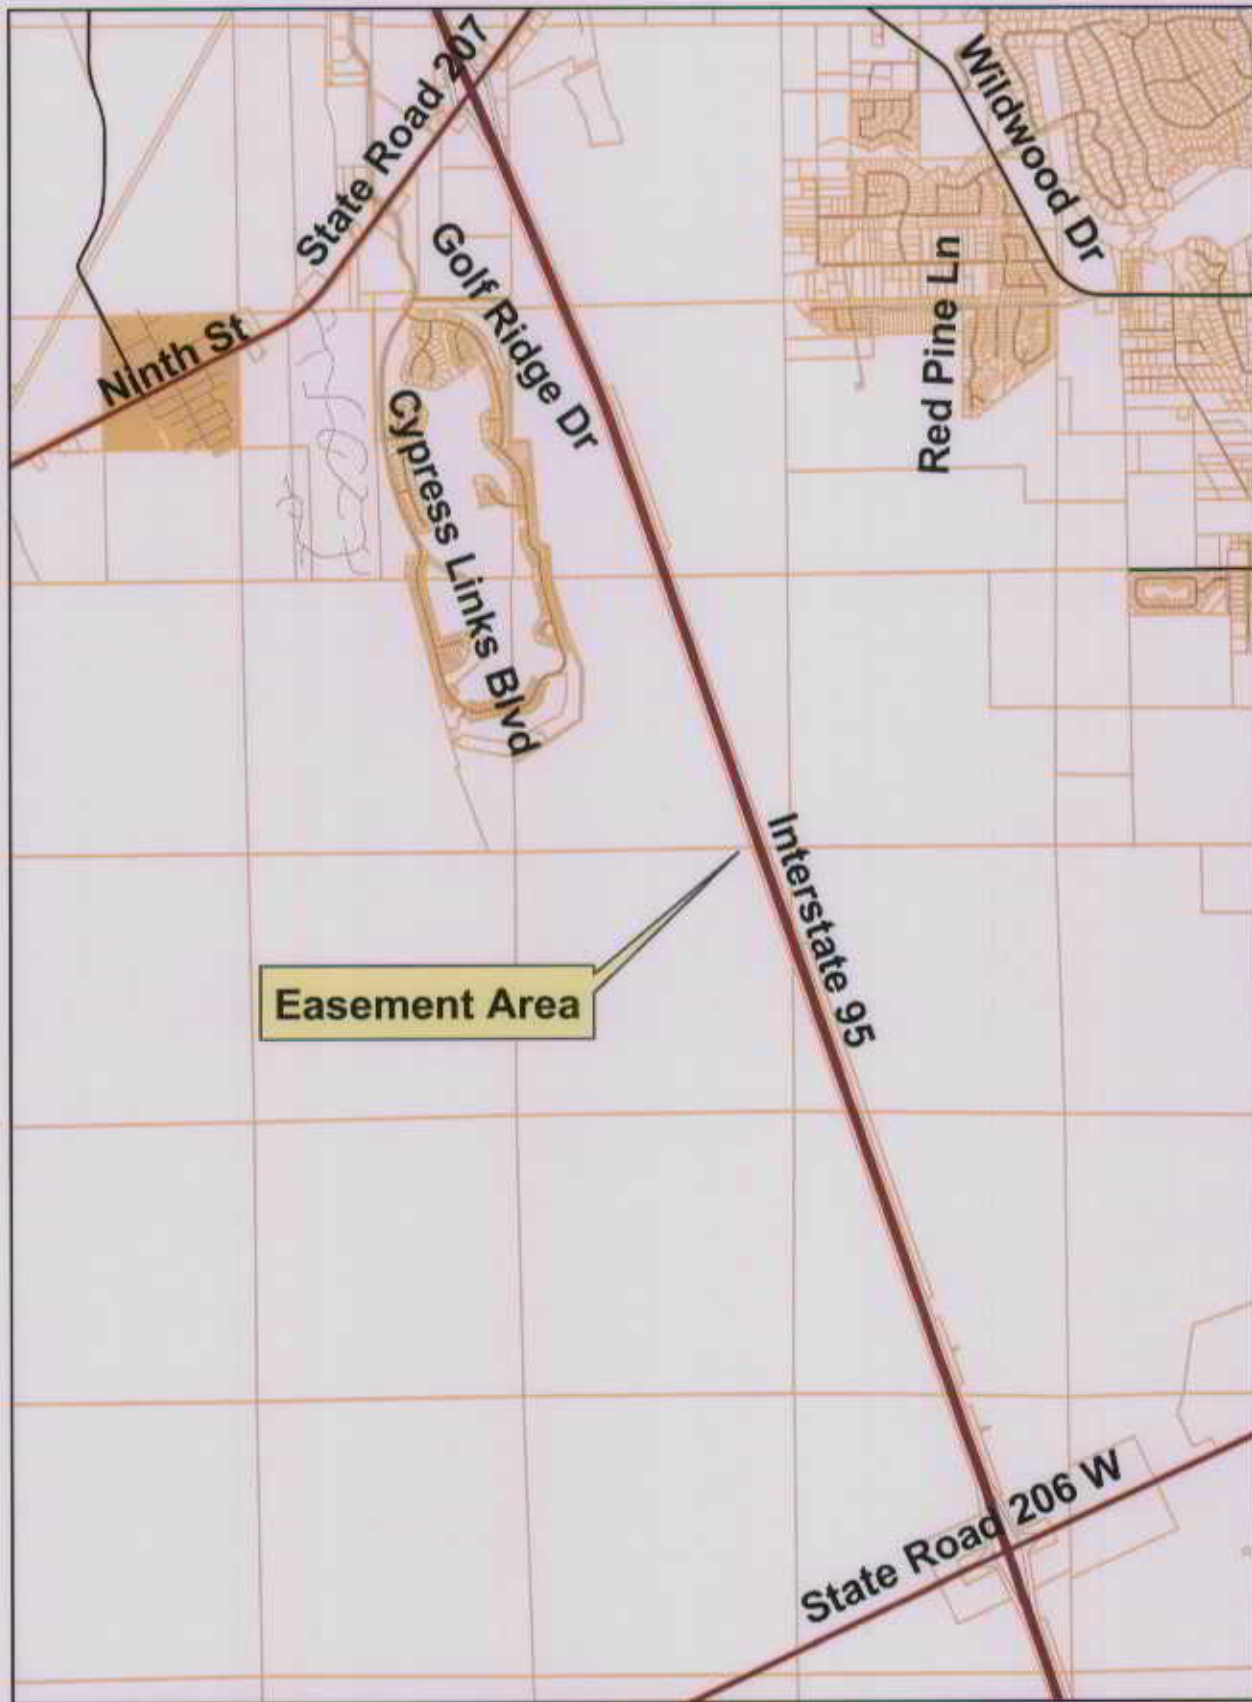 State Road 207
Wildwood Dr
Golf Ridge Dr
Red Pine Ln
Ninth St
Cypress Links Blvd
Interstate 95
Easement Area
State Road 206 W